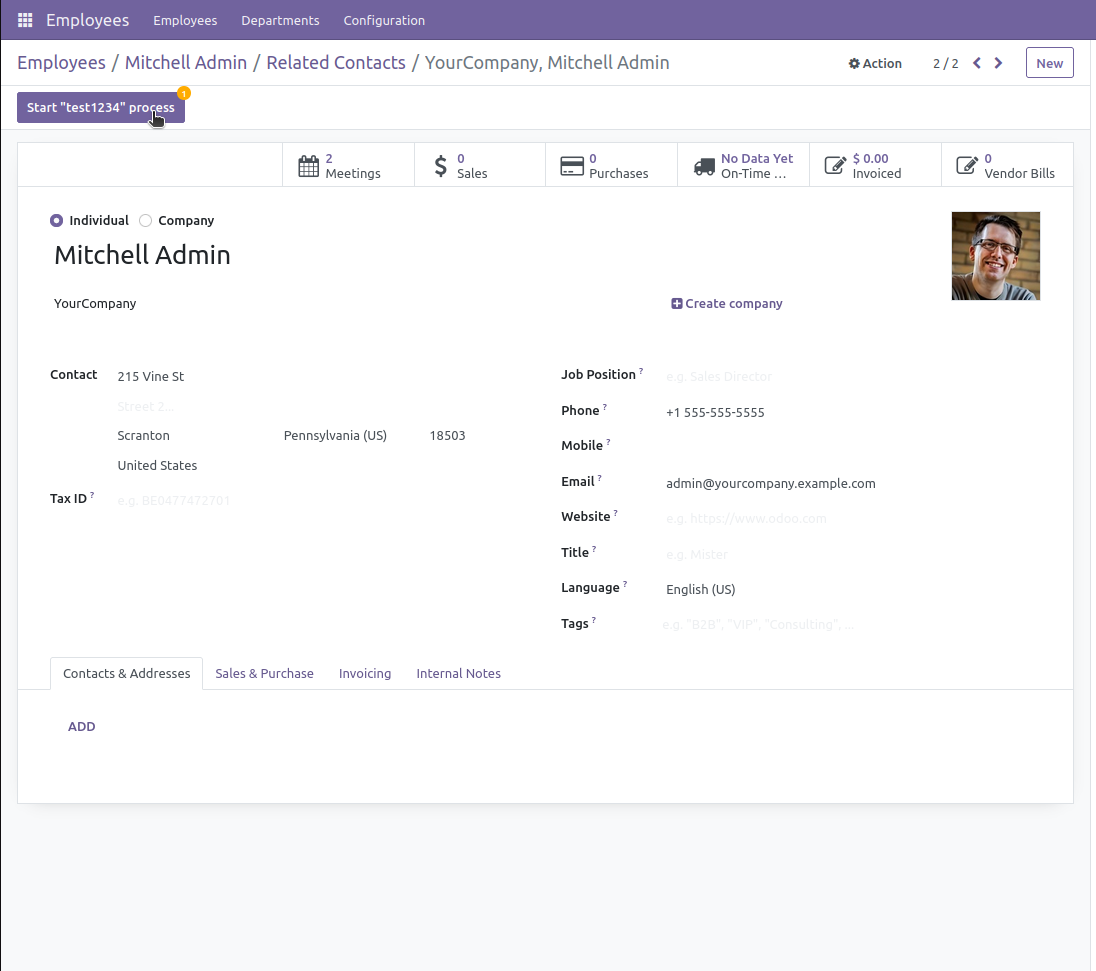 Employees Employees Departments Configuration
Employees / Mitchell Admin / Related Contacts / YourCompany, Mitchell Admin Action 2 / 2 New
Start "test1234" process 1
2 Meetings
0 Sales
0 Purchases
No Data Yet On-Time ...
$ 0.00 Invoiced
0 Vendor Bills
Individual Company
Mitchell Admin
YourCompany Create company
Contact 215 Vine St
Street 2...
Scranton Pennsylvania (US) 18503
United States
Tax ID ? e.g. BE0477472701
Job Position ? e.g. Sales Director
Phone ? +1 555-555-5555
Mobile ?
Email ? admin@yourcompany.example.com
Website ? e.g. https://www.odoo.com
Title ? e.g. Mister
Language ? English (US)
Tags ? e.g. "B2B", "VIP", "Consulting", ...
Contacts & Addresses Sales & Purchase Invoicing Internal Notes
ADD